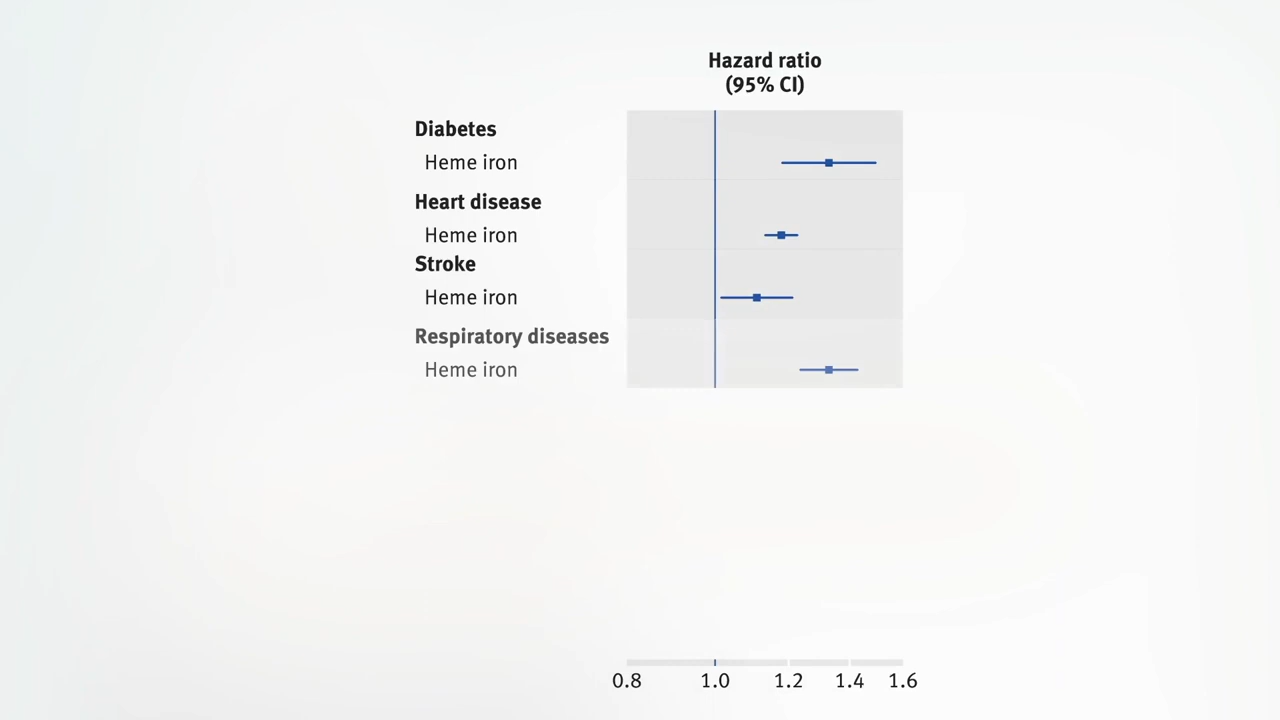 Hazard ratio
(95% CI)
Diabetes
Heme iron
Heart disease
Heme iron
Stroke
Heme iron
Respiratory diseases
Heme iron
0.8 1.0 1.2 1.4 1.6